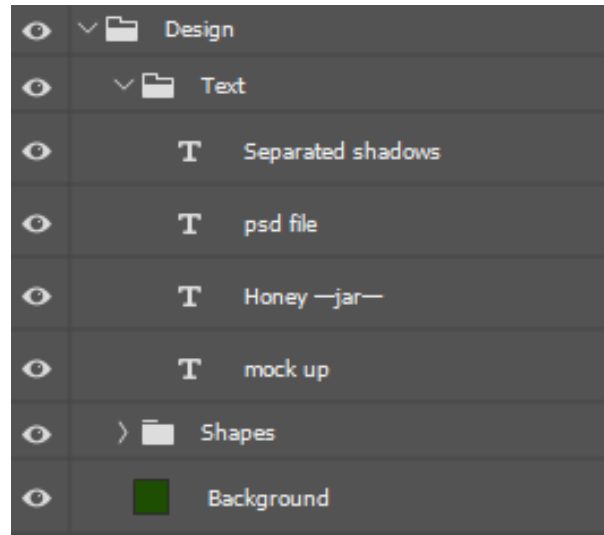 Design
Text
T Separated shadows
T psd file
T Honey —jar—
T mock up
Shapes
Background